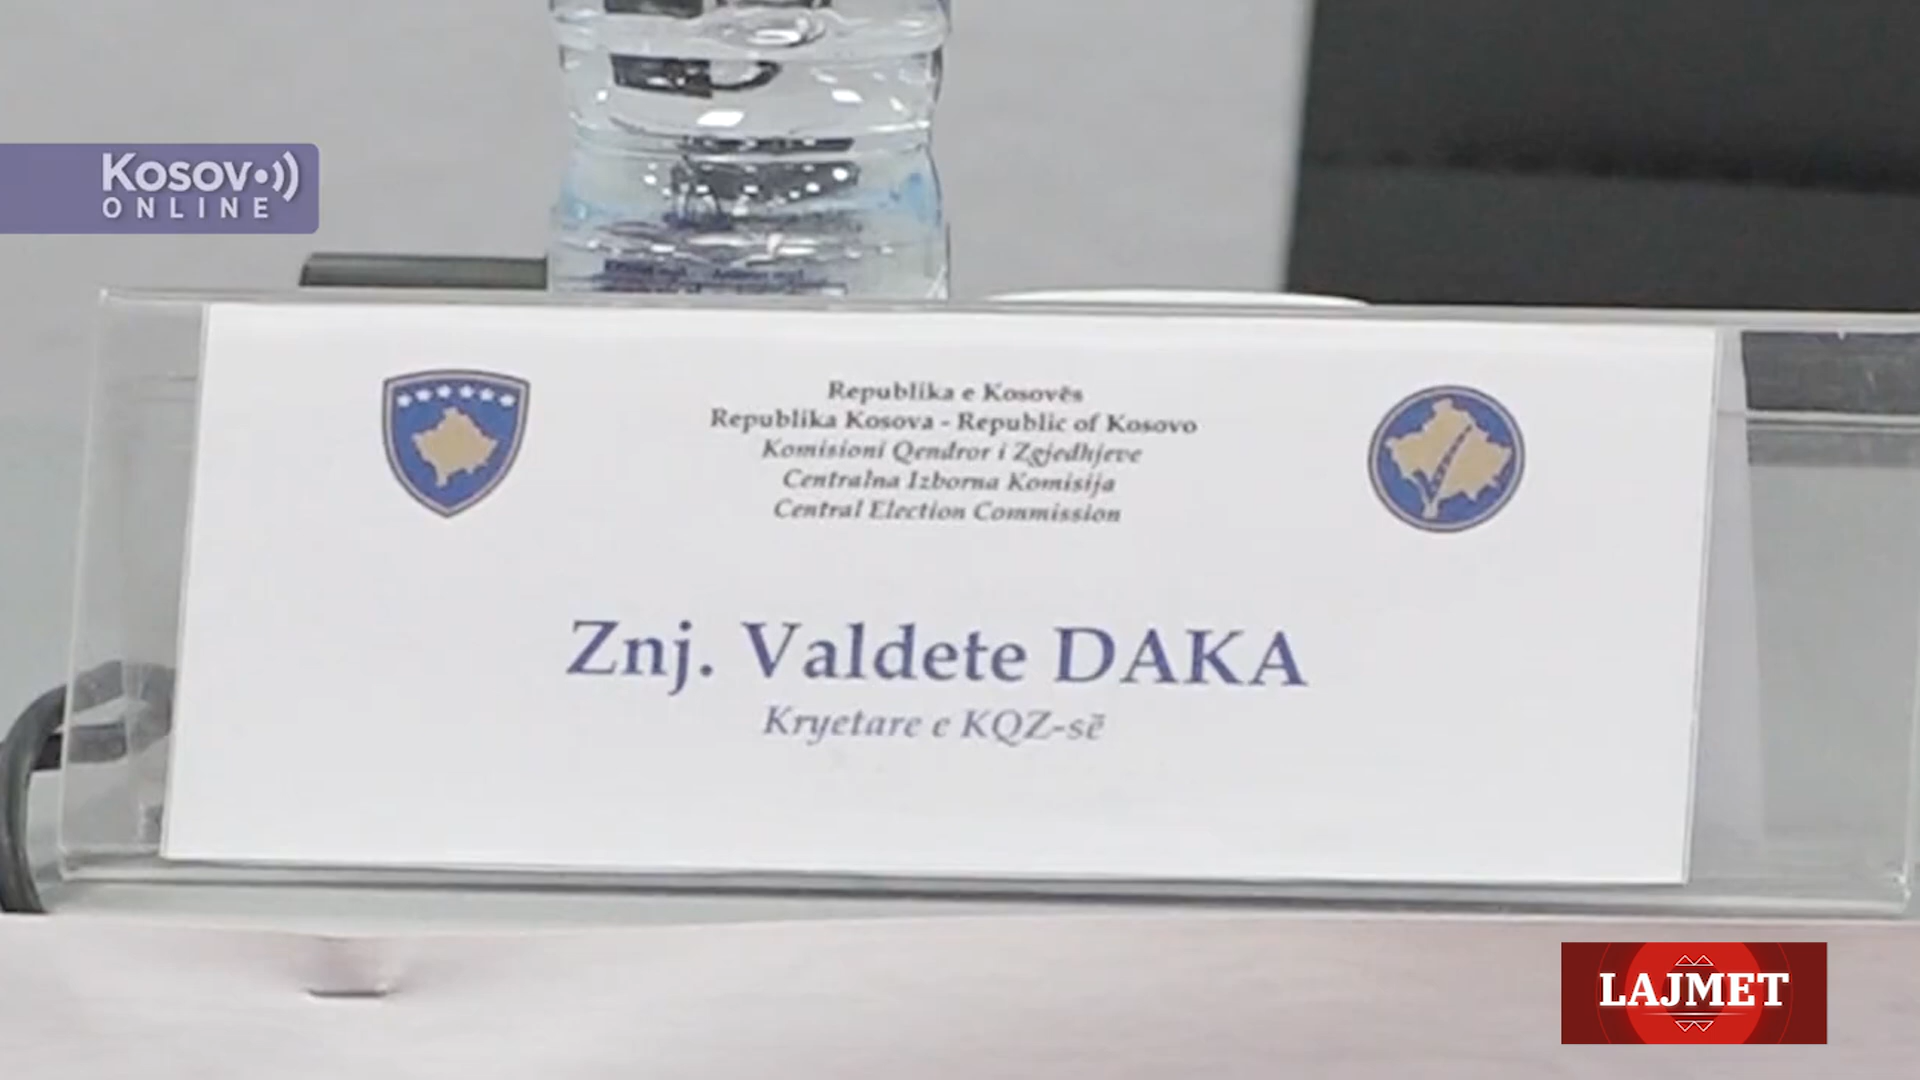 Kosovo
ONLINE
Republika e Kosovës
Republika Kosova - Republic of Kosovo
Komisioni Qendror i Zgjedhjeve
Centralna Izborna Komisija
Central Election Commission
Znj. Valdete DAKA
Kryetare e KQZ-së
LAJMET